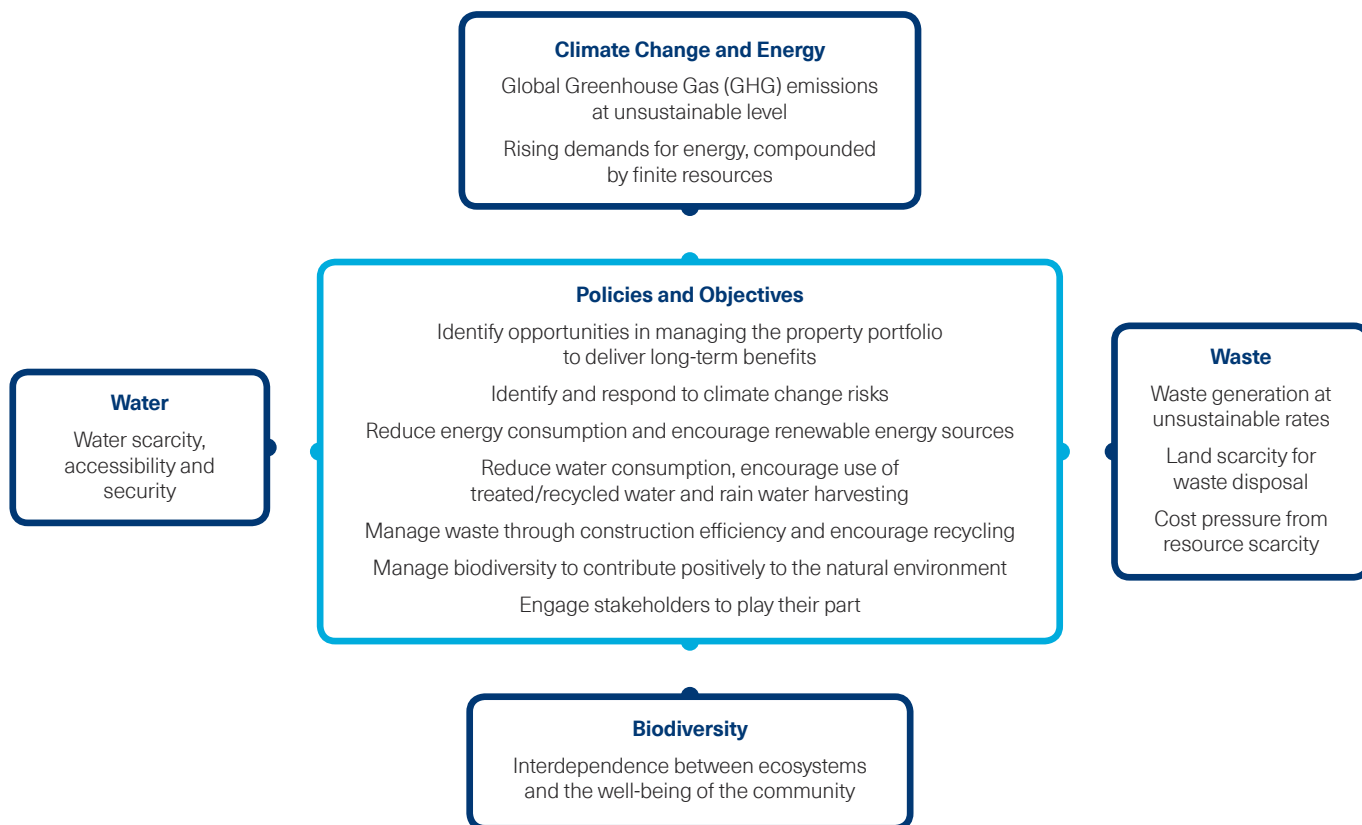 Climate Change and Energy
Global Greenhouse Gas (GHG) emissions
at unsustainable level
Rising demands for energy, compounded
by finite resources
Policies and Objectives
Identify opportunities in managing the property portfolio
to deliver long-term benefits
Identify and respond to climate change risks
Reduce energy consumption and encourage renewable energy sources
Reduce water consumption, encourage use of
treated/recycled water and rain water harvesting
Manage waste through construction efficiency and encourage recycling
Manage biodiversity to contribute positively to the natural environment
Engage stakeholders to play their part
Water
Water scarcity,
accessibility and
security
Waste
Waste generation at
unsustainable rates
Land scarcity for
waste disposal
Cost pressure from
resource scarcity
Biodiversity
Interdependence between ecosystems
and the well-being of the community